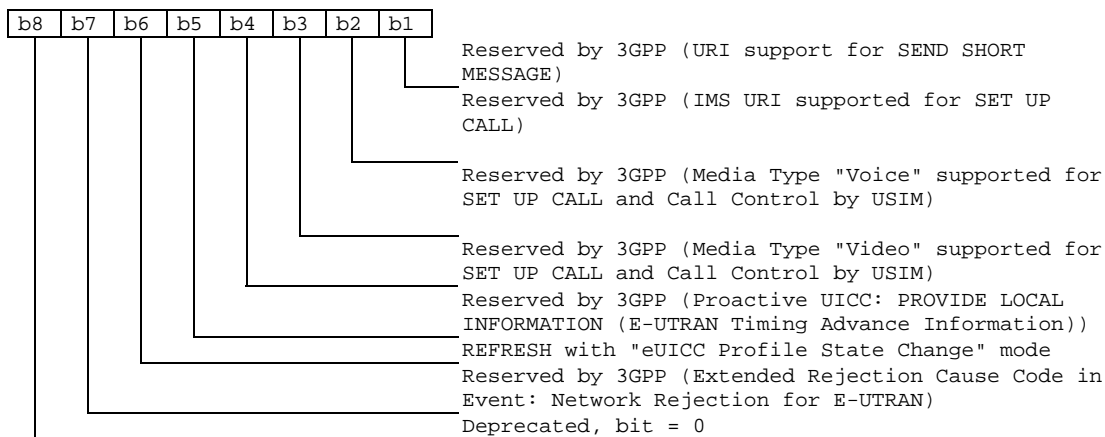 b8 b7 b6 b5 b4 b3 b2 b1
Reserved by 3GPP (URI support for SEND SHORT
MESSAGE)
Reserved by 3GPP (IMS URI supported for SET UP
CALL)
Reserved by 3GPP (Media Type "Voice" supported for
SET UP CALL and Call Control by USIM)
Reserved by 3GPP (Media Type "Video" supported for
SET UP CALL and Call Control by USIM)
Reserved by 3GPP (Proactive UICC: PROVIDE LOCAL
INFORMATION (E-UTRAN Timing Advance Information))
REFRESH with "eUICC Profile State Change" mode
Reserved by 3GPP (Extended Rejection Cause Code in
Event: Network Rejection for E-UTRAN)
Deprecated, bit = 0